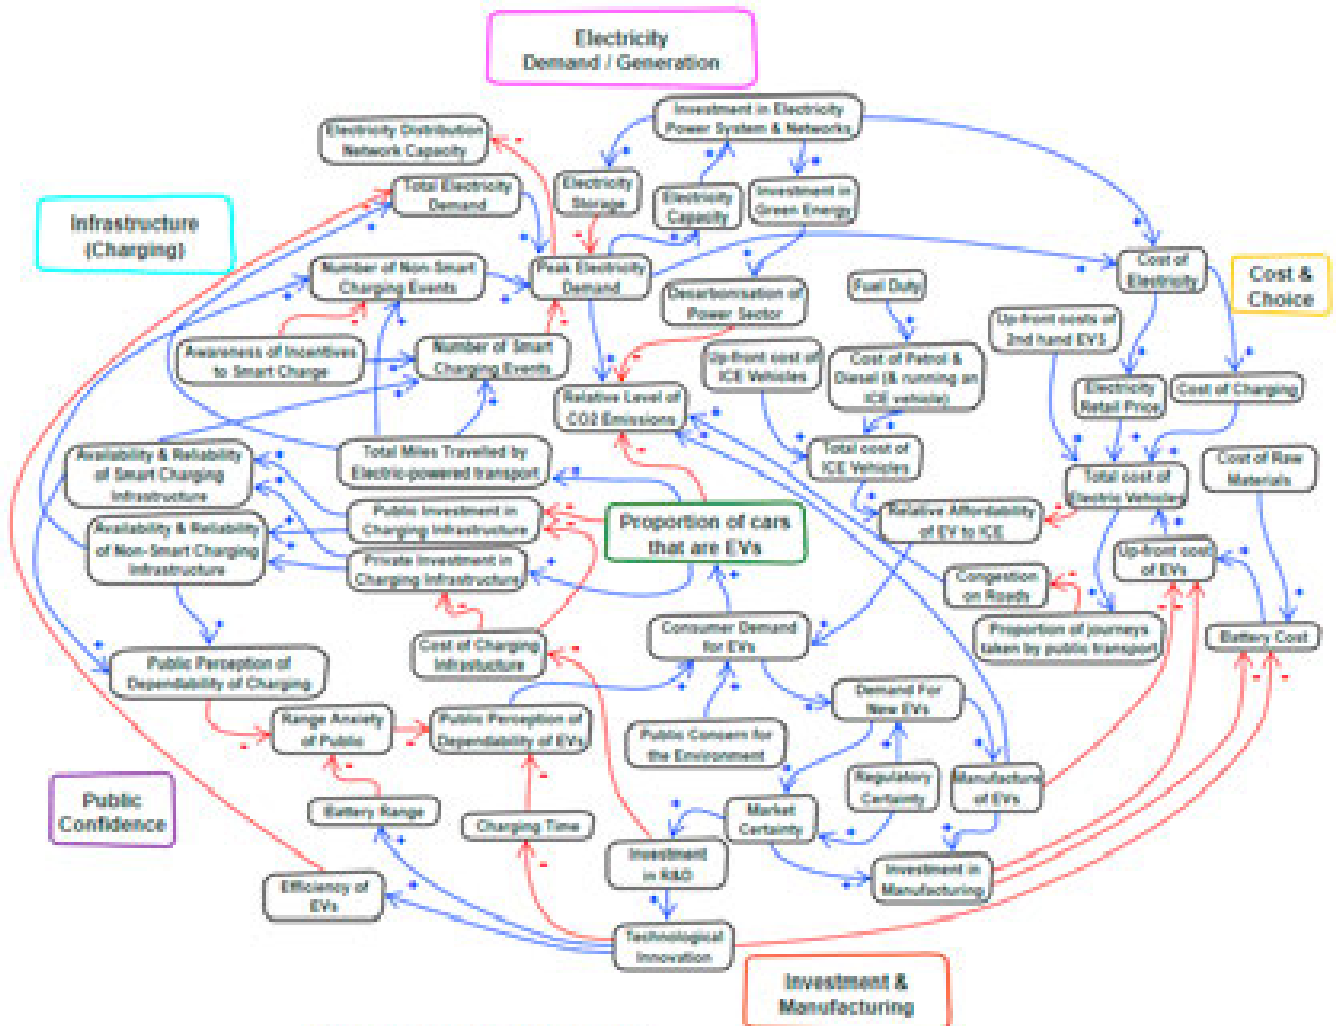 Electricity
Demand / Generation
Investment in Electricity
Power System & Networks
Electricity Distribution
Network Capacity
Total Electricity
Demand
Electricity
Storage
Electricity
Capacity
Investment in
Green Energy
Infrastructure
(Charging)
Number of Non-Smart
Charging Events
Peak Electricity
Demand
Decarbonisation of
Power Sector
Fuel Duty
Cost of
Electricity
Cost &
Choice
Up-front costs of
2nd hand EVS
Awareness of Incentives
to Smart Charge
Number of Smart
Charging Events
Up-front cost of
ICE Vehicles
Cost of Petrol &
Diesel (& running an
ICE vehicle)
Relative Level of
CO2 Emissions
Electricity
Retail Price
Cost of Charging
Availability & Reliability
of Smart Charging
Infrastructure
Total Miles Travelled by
Electric-powered transport
Total cost of
ICE Vehicles
Total cost of
Electric Vehicles
Cost of Raw
Materials
Availability & Reliability
of Non-Smart Charging
Infrastructure
Public Investment in
Charging Infrastructure
Proportion of cars
that are EVs
Relative Affordability
of EV to ICE
Private Investment in
Charging Infrastructure
Up-front cost
of EVs
Congestion
on Roads
Cost of Charging
Infrastucture
Consumer Demand
for EVs
Proportion of journeys
taken by public transport
Battery Cost
Public Perception of
Dependability of Charging
Demand For
New EVs
Range Anxiety
of Public
Public Perception of
Dependability of EVs
Public Concern for
the Environment
Public
Confidence
Battery Range
Charging Time
Market
Certainty
Regulatory
Certainty
Manufacture
of EVs
Investment
in R&D
Investment in
Manufacturing
Efficiency of
EVs
Technological
Innovation
Investment &
Manufacturing